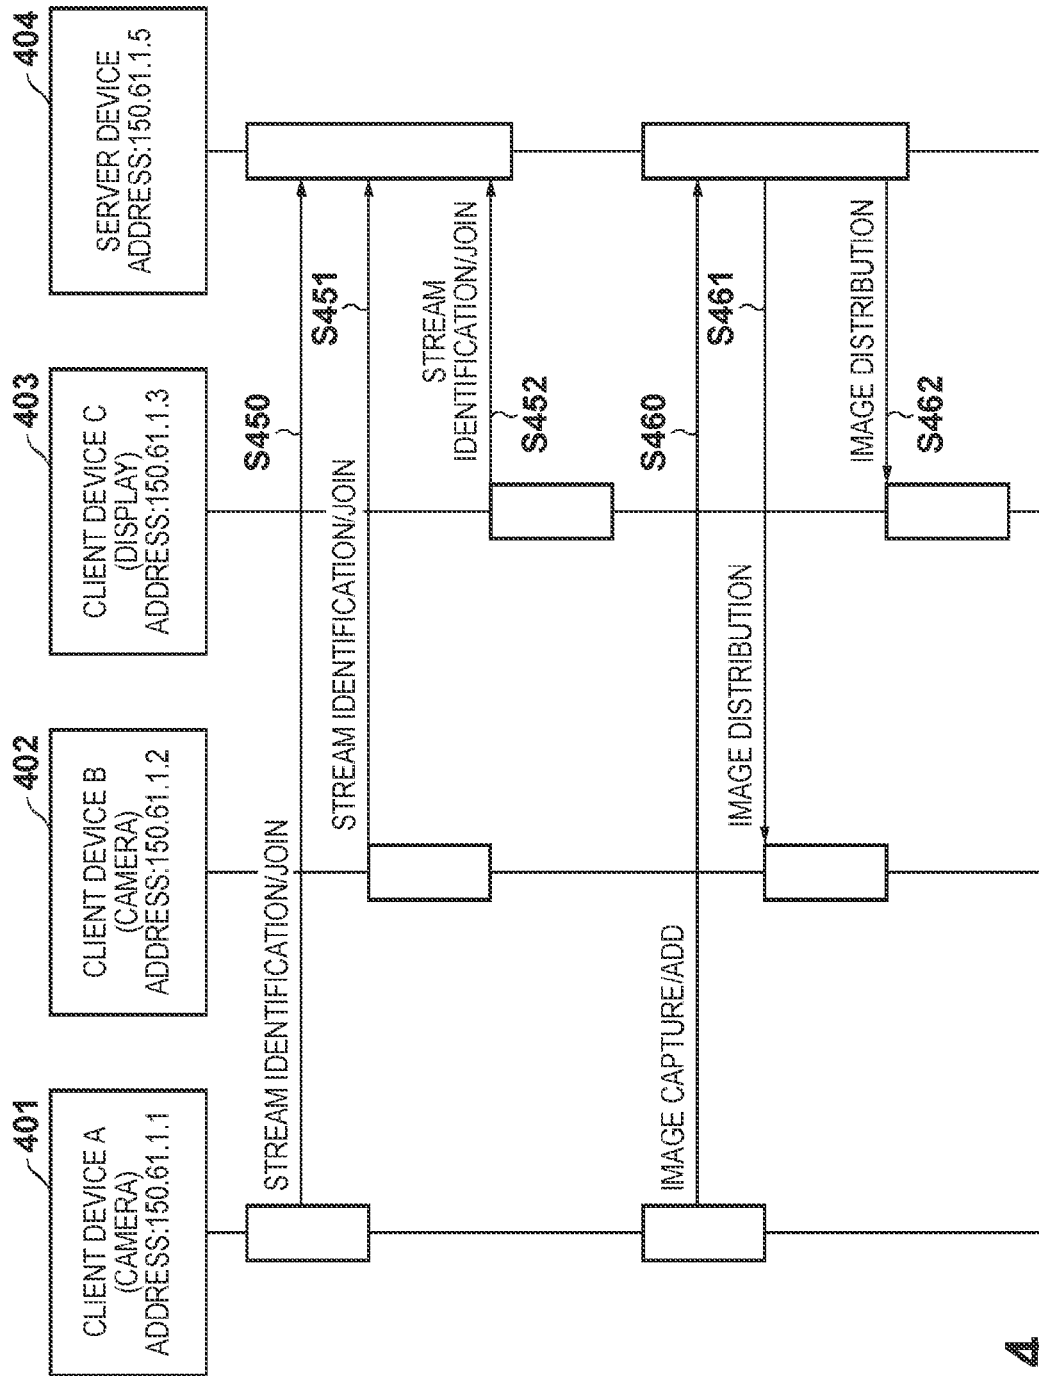 401
CLIENT DEVICE A
(CAMERA)
ADDRESS:150.61.1.1
402
CLIENT DEVICE B
(CAMERA)
ADDRESS:150.61.1.2
403
CLIENT DEVICE C
(DISPLAY)
ADDRESS:150.61.1.3
404
SERVER DEVICE
ADDRESS:150.61.1.5
STREAM IDENTIFICATION/JOIN
S450
STREAM IDENTIFICATION/JOIN
S451
STREAM
IDENTIFICATION/JOIN
S452
IMAGE CAPTURE/ADD
S460
IMAGE DISTRIBUTION
S461
IMAGE DISTRIBUTION
S462
4